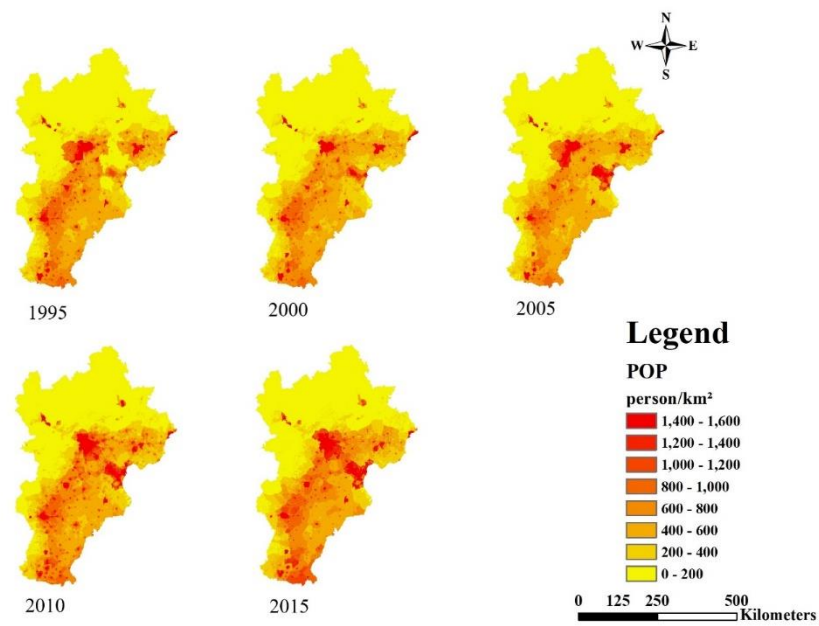 N
W E
S
1995
2000
2005
Legend
POP
person/km²
1,400 - 1,600
1,200 - 1,400
1,000 - 1,200
800 - 1,000
600 - 800
400 - 600
200 - 400
0 - 200
2010
2015
0 125 250 500
Kilometers